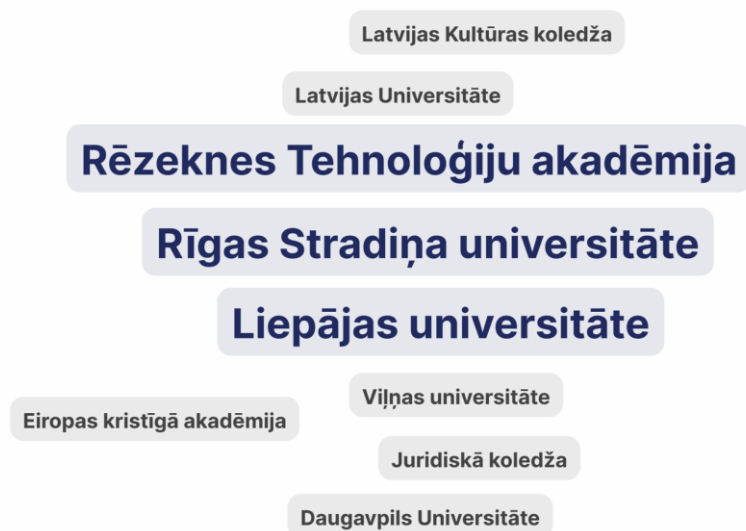 Latvijas Kultūras koledža
Latvijas Universitāte
Rēzeknes Tehnoloģiju akadēmija
Rīgas Stradiņa universitāte
Liepājas universitāte
Viļņas universitāte
Eiropas kristīgā akadēmija
Juridiskā koledža
Daugavpils Universitāte